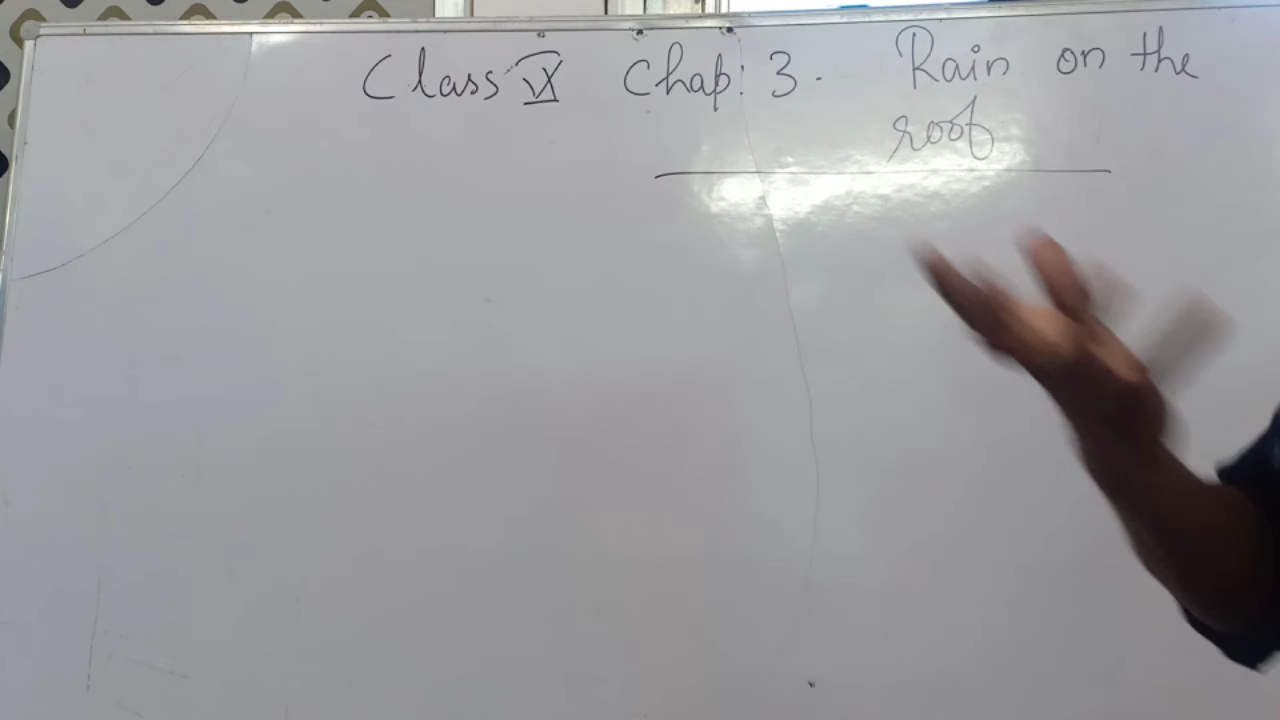 Class IX Chap: 3. Rain on the
roof